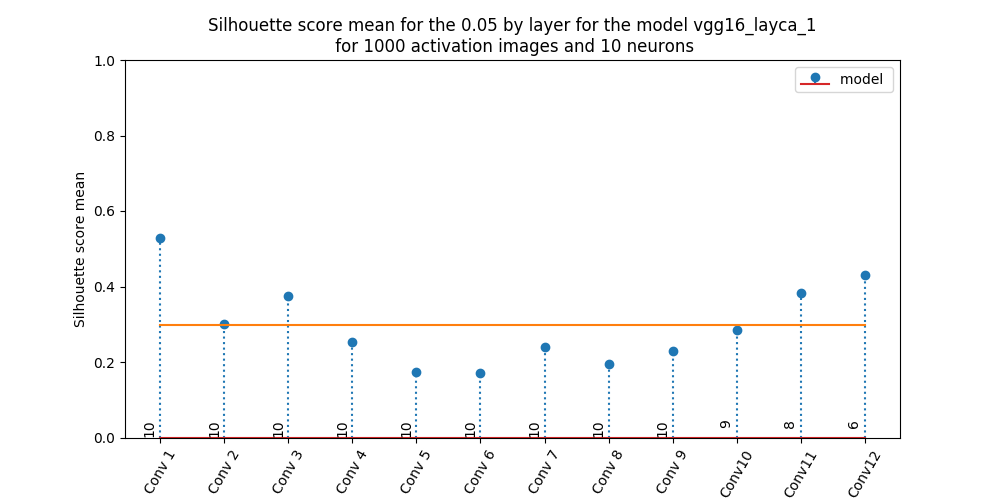 Silhouette score mean for the 0.05 by layer for the model vgg16_layca_1
for 1000 activation images and 10 neurons
1.0
model
0.8
0.6
Silhouette score mean
0.4
0.2
0.0
10
10
10
10
10
10
10
10
10
9
8
6
Conv 1
Conv 2
Conv 3
Conv 4
Conv 5
Conv 6
Conv 7
Conv 8
Conv 9
Conv10
Conv11
Conv12